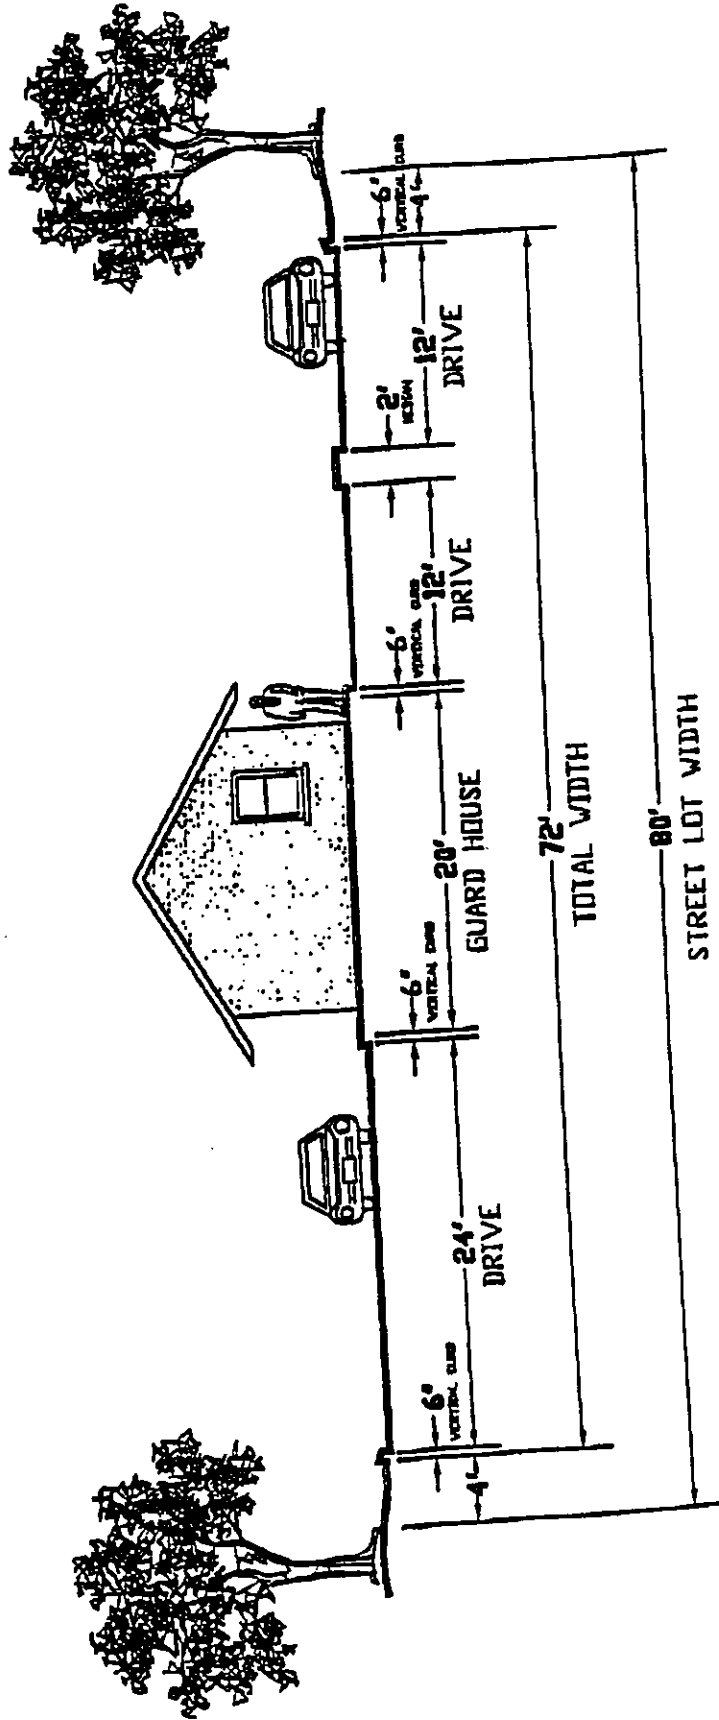 4'
6"
VERTICAL CURB
24'
DRIVE
6"
VERTICAL CURB
20'
GUARD HOUSE
6"
VERTICAL CURB
12'
DRIVE
2'
12'
DRIVE
6"
VERTICAL CURB
4'
72'
TOTAL WIDTH
80'
STREET LOT WIDTH